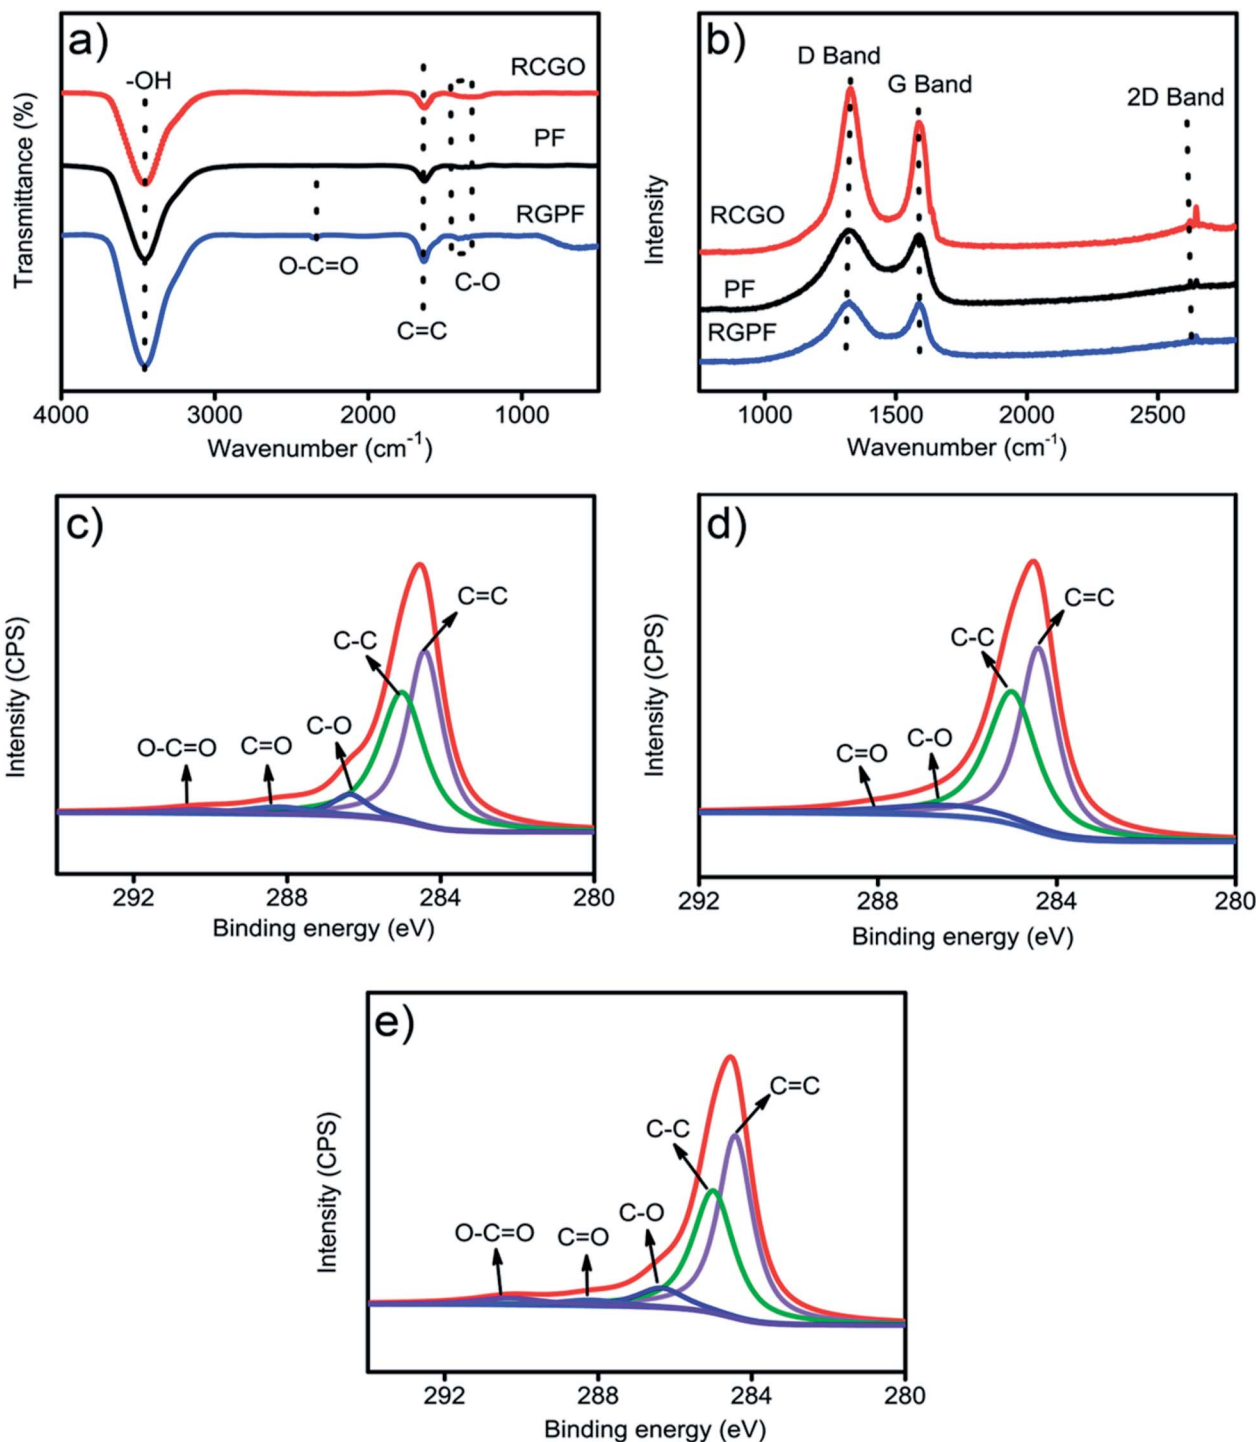 a)
-OH
RCGO
PF
RGPF
O-C=O
C-O
C=C
Transmittance (%)
4000 3000 2000 1000
Wavenumber (cm⁻¹)
b)
D Band
G Band
2D Band
RCGO
PF
RGPF
Intensity
1000 1500 2000 2500
Wavenumber (cm⁻¹)
c)
C=C
C-C
C-O
O-C=O C=O
Intensity (CPS)
292 288 284 280
Binding energy (eV)
d)
C=C
C-C
C-O
C=O
Intensity (CPS)
292 288 284 280
Binding energy (eV)
e)
C=C
C-C
C-O
O-C=O C=O
Intensity (CPS)
292 288 284 280
Binding energy (eV)